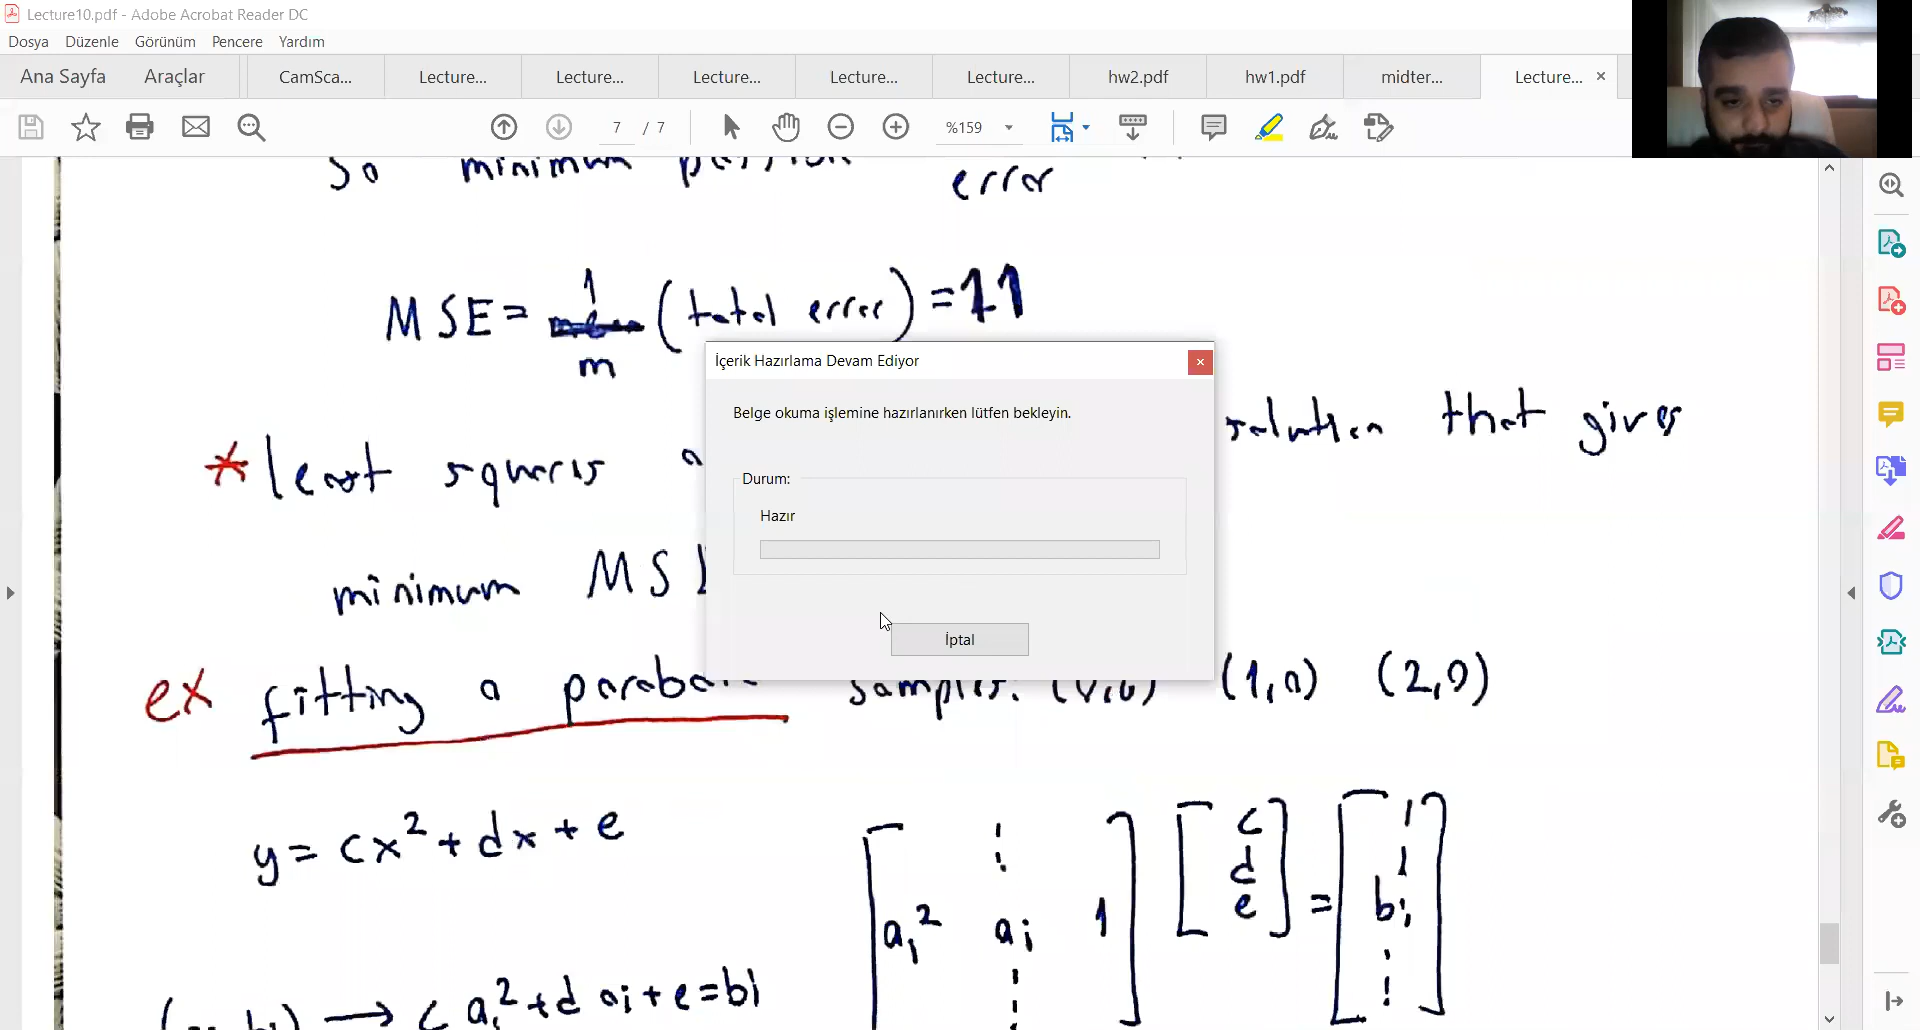 Lecture10.pdf - Adobe Acrobat Reader DC
Dosya Düzenle Görünüm Pencere Yardım
Ana Sayfa Araçlar CamSca... Lecture... Lecture... Lecture... Lecture... Lecture... hw2.pdf hw1.pdf midter... Lecture... ×
7 / 7 %159
So minimum
error
MSE = 1/m (total error) = 11
* least squares solution that gives
minimum
İçerik Hazırlama Devam Ediyor
Belge okuma işlemine hazırlanırken lütfen bekleyin.
Durum:
Hazır
İptal
ex fitting a samples: (1,0) (2,0)
y = cx² + dx + e
c
d
e
=
bi
ai² ai 1
→ c ai² + d ai + e = bi